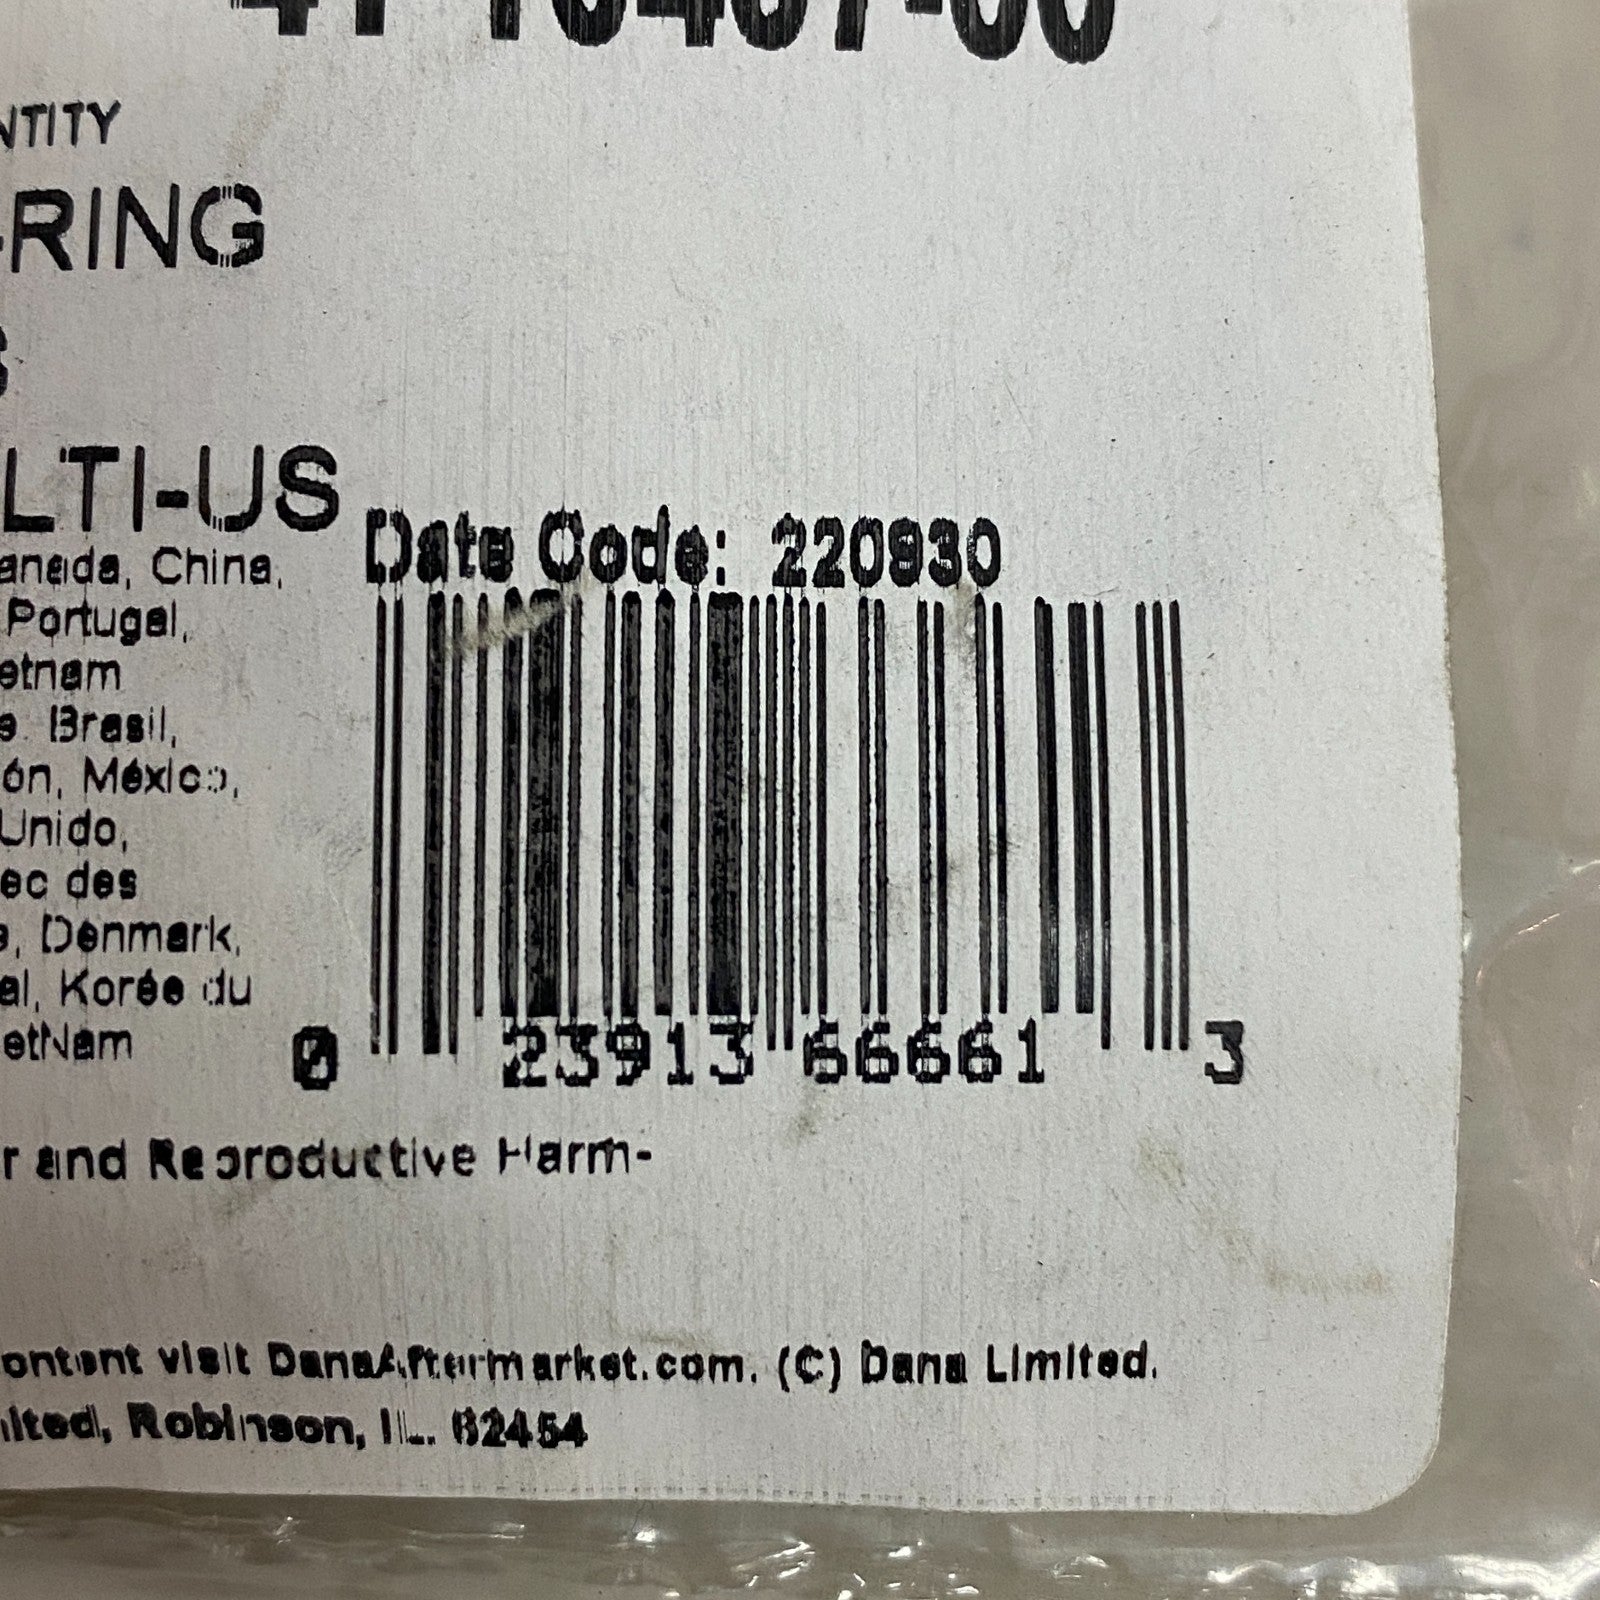 NTITY
-RING
LTI-US
anada, China,
Portugal,
etnam
e. Brasil,
ón, México,
Unido,
ec des
e, Denmark,
al, Korée du
etNam
Date Code: 220930
0 23913 66661 3
r and Reproductive Harm-
ontent visit DanaAftermarket.com. (C) Dana Limited.
ited, Robinson, IL. 62454